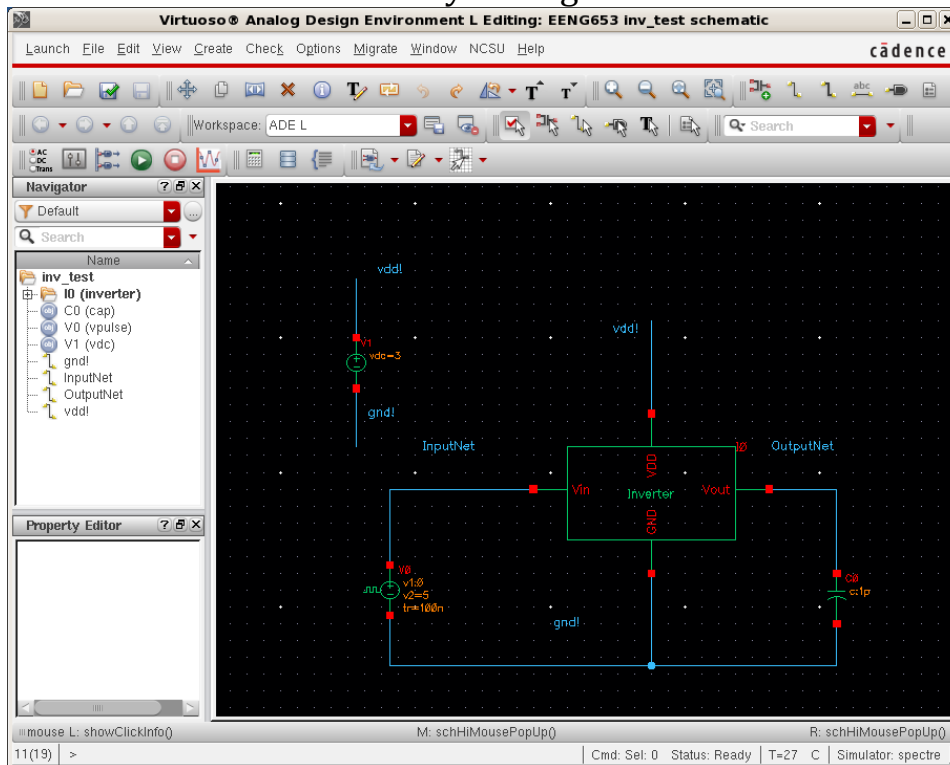 Virtuoso® Analog Design Environment L Editing: EENG653 inv_test schematic
Launch File Edit View Create Check Options Migrate Window NCSU Help
cādence
Workspace: ADE L
Search
AC
DC
Trans
Navigator
Default
Search
Name
inv_test
I0 (inverter)
C0 (cap)
V0 (vpulse)
V1 (vdc)
gnd!
InputNet
OutputNet
vdd!
Property Editor
vdd!
V1
vdc=3
gnd!
vdd!
InputNet
I0
OutputNet
VDD
Vin
Inverter
Vout
GND
V0
v1:0
v2=5
tr=100n
gnd!
C0
c:1p
mouse L: showClickInfo() M: schHiMousePopUp() R: schHiMousePopUp()
11(19) > Cmd: Sel: 0 Status: Ready T=27 C Simulator: spectre